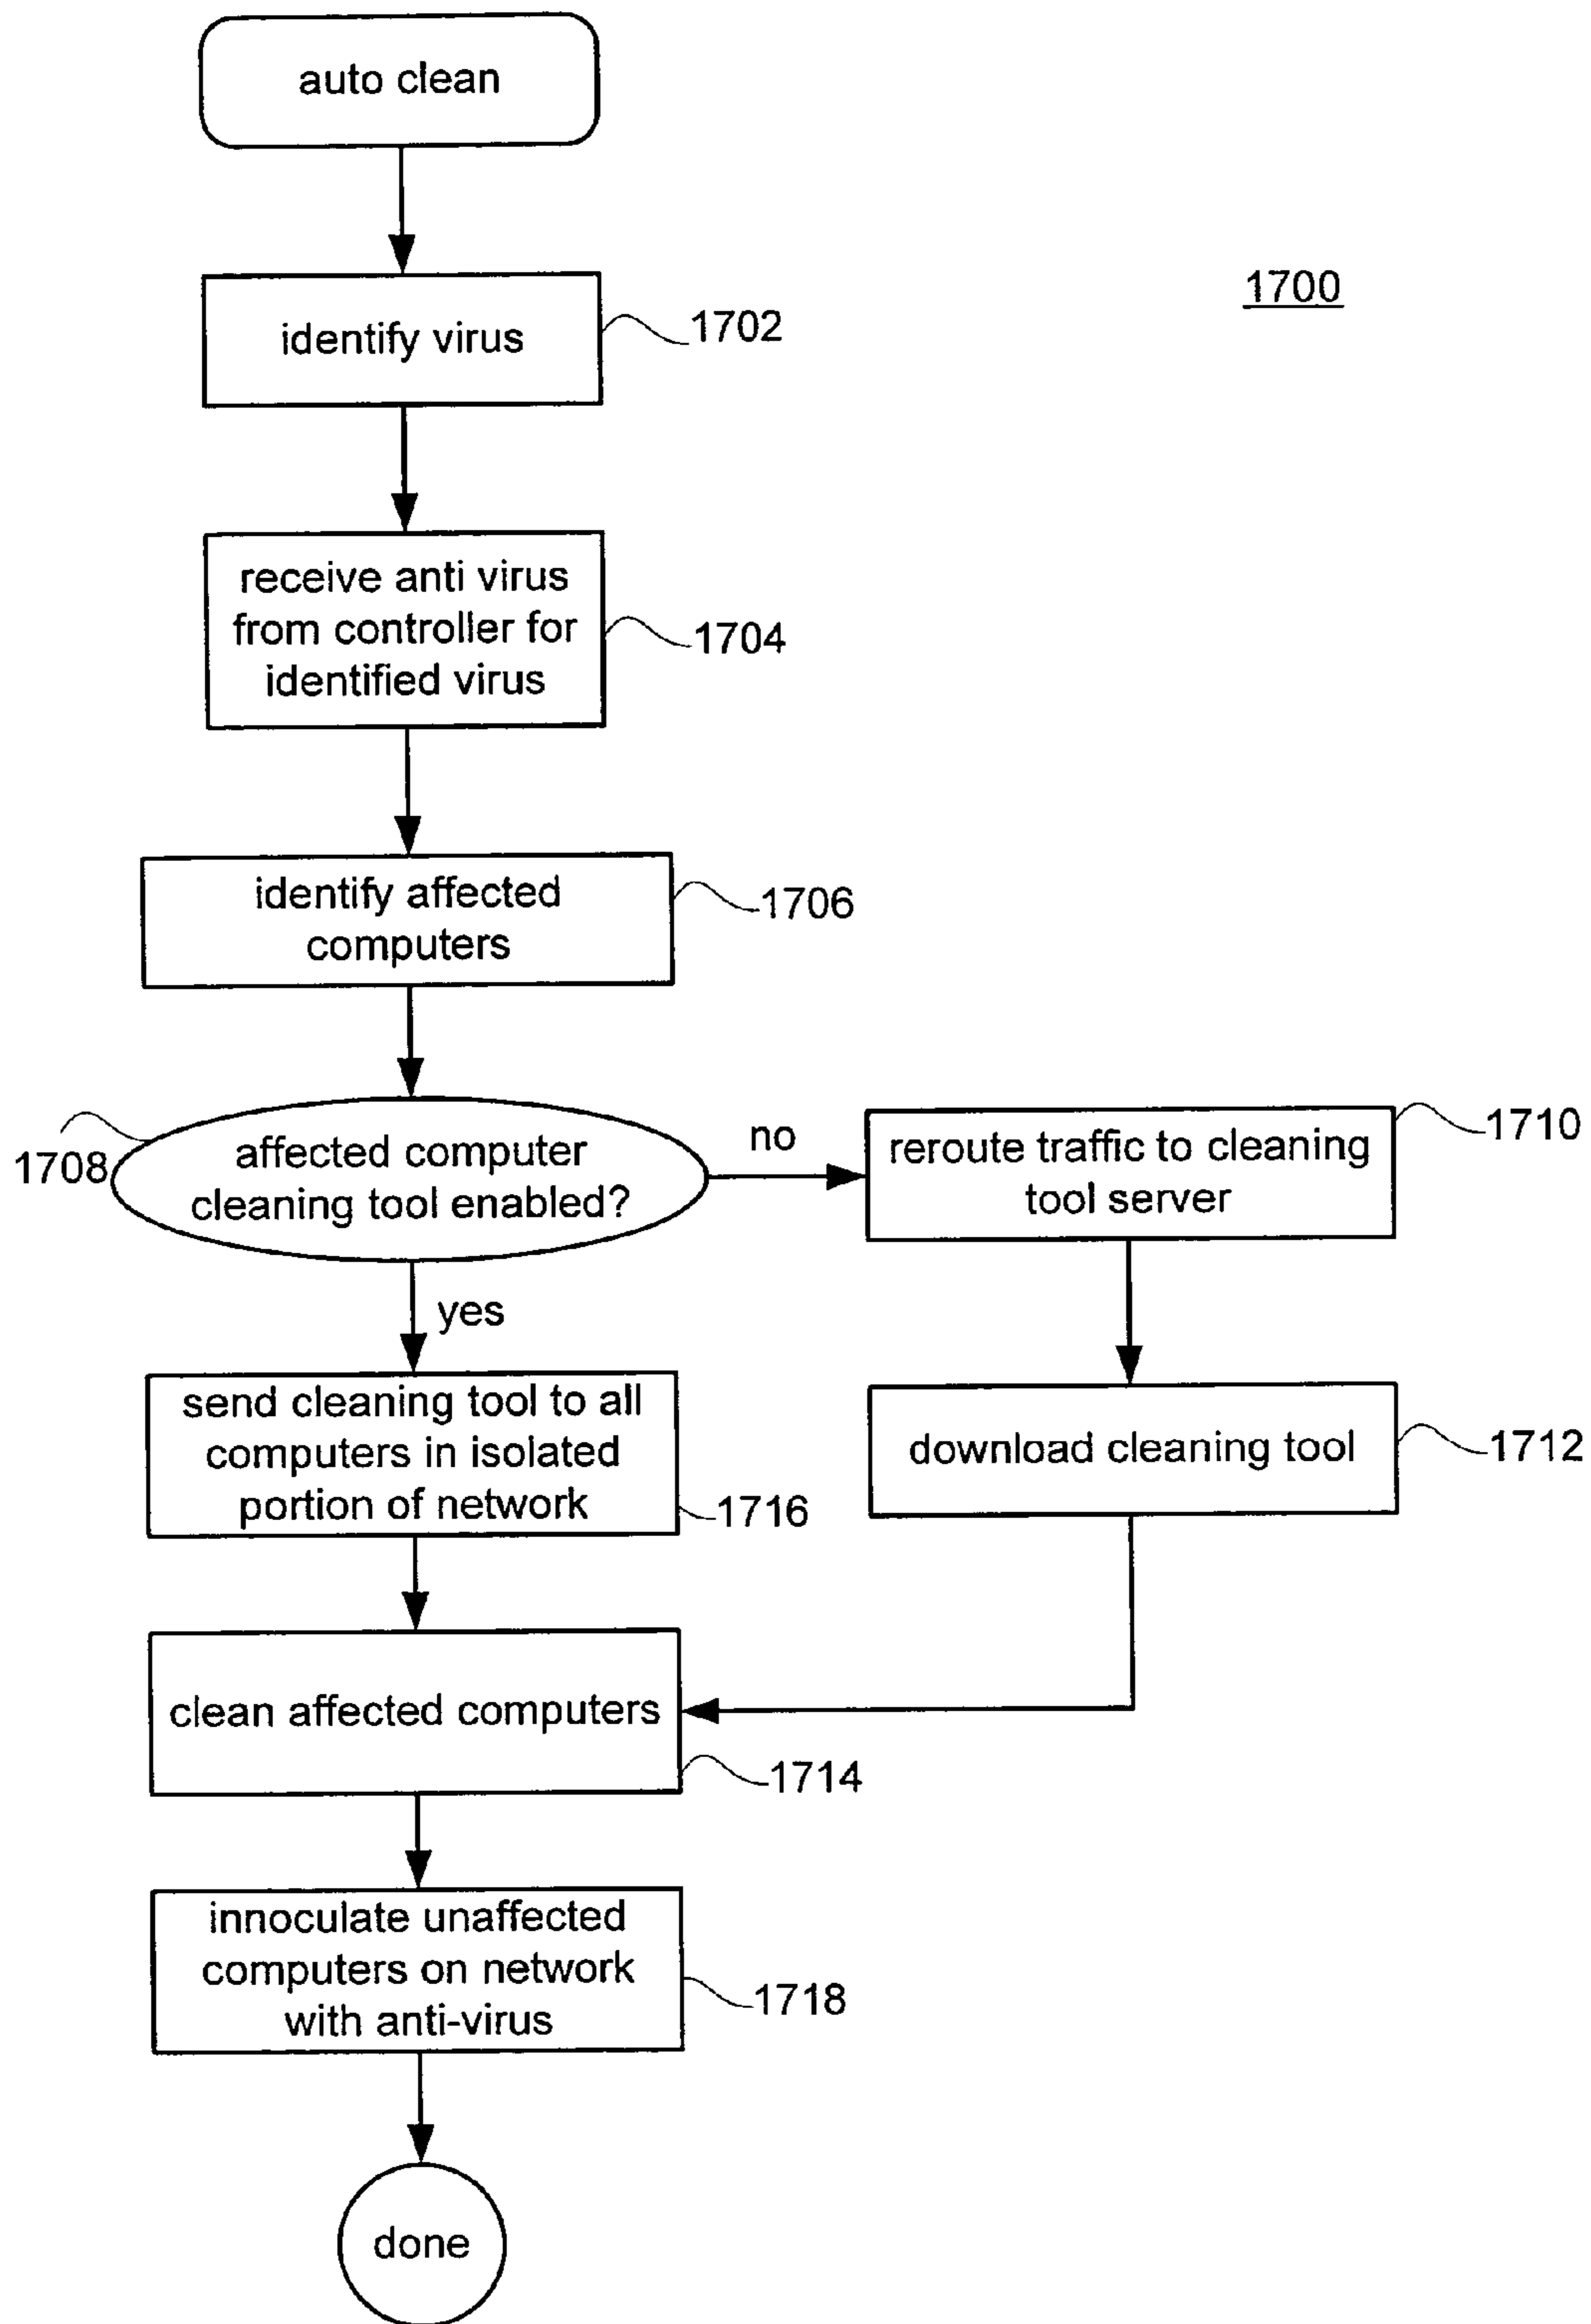 auto clean
1700
identify virus
1702
receive anti virus
from controller for
identified virus
1704
identify affected
computers
1706
1708
affected computer
cleaning tool enabled?
no
reroute traffic to cleaning
tool server
1710
yes
send cleaning tool to all
computers in isolated
portion of network
1716
download cleaning tool
1712
clean affected computers
1714
innoculate unaffected
computers on network
with anti-virus
1718
done